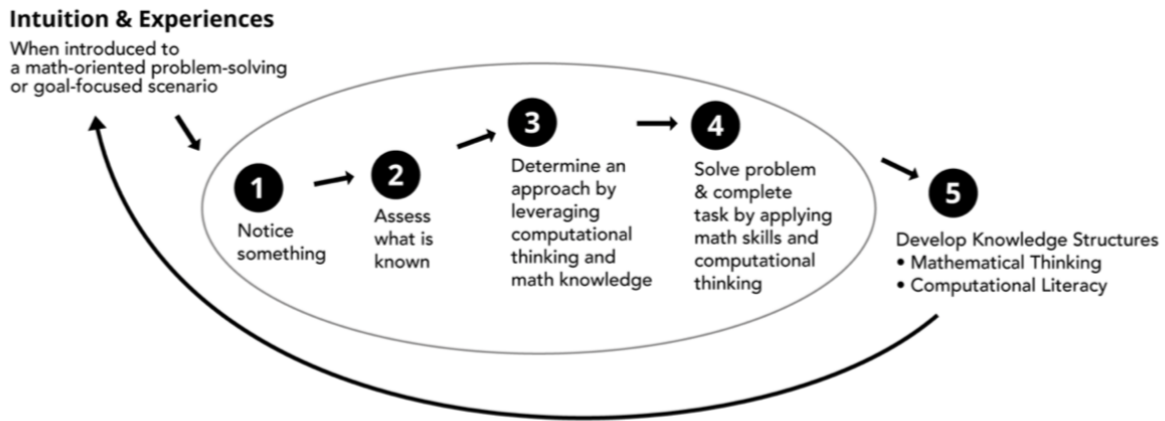 Intuition & Experiences
When introduced to
a math-oriented problem-solving
or goal-focused scenario
1
Notice
something
2
Assess
what is
known
3
Determine an
approach by
leveraging
computational
thinking and
math knowledge
4
Solve problem
& complete
task by applying
math skills and
computational
thinking
5
Develop Knowledge Structures
• Mathematical Thinking
• Computational Literacy